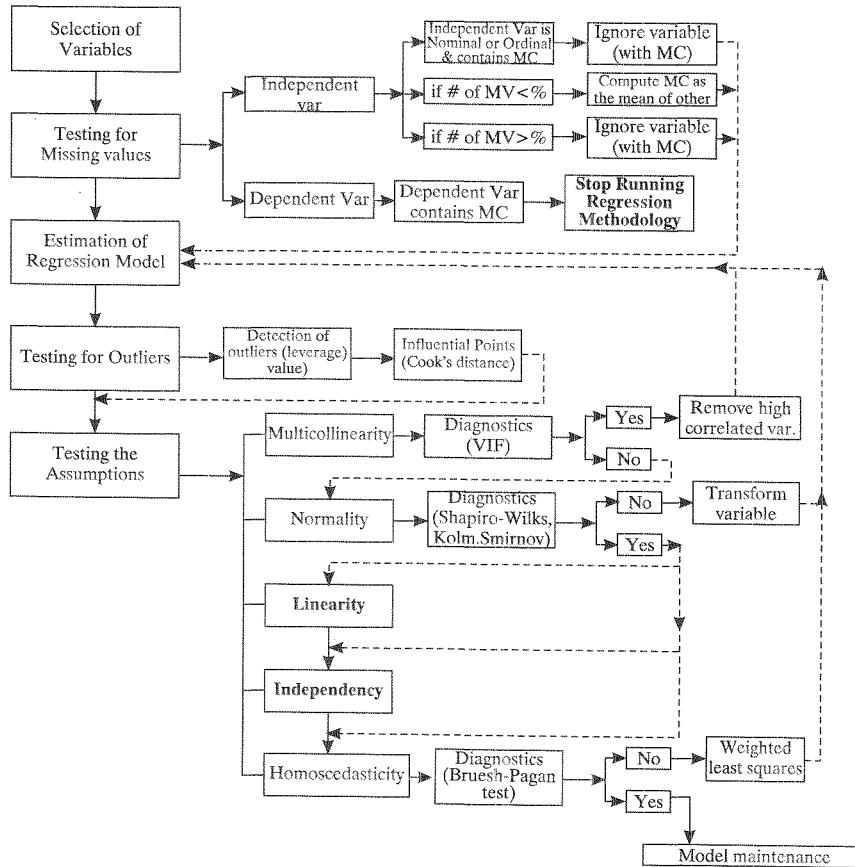 Selection of
Variables
Testing for
Missing values
Independent
var
Independent Var is
Nominal or Ordinal
& contains MC
Ignore variable
(with MC)
if # of MV<%
Compute MC as
the mean of other
if # of MV>%
Ignore variable
(with MC)
Dependent Var
Dependent Var
contains MC
Stop Running
Regression
Methodology
Estimation of
Regression Model
Testing for Outliers
Detection of
outliers (leverage)
value)
Influential Points
(Cook's distance)
Testing the
Assumptions
Multicollinearity
Diagnostics
(VIF)
Yes
Remove high
correlated var.
No
Normality
Diagnostics
(Shapiro-Wilks,
Kolm.Smirnov)
No
Transform
variable
Yes
Linearity
Independency
Homoscedasticity
Diagnostics
(Bruesh-Pagan
test)
No
Weighted
least squares
Yes
Model maintenance